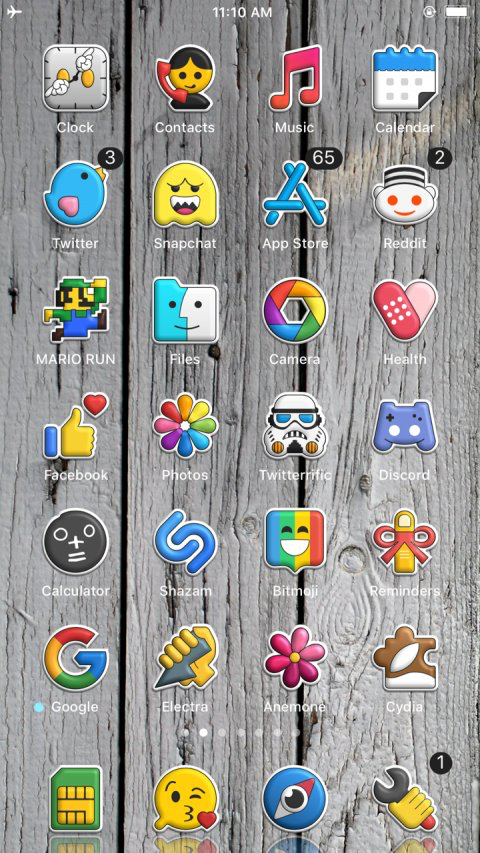 11:10 AM
Clock
Contacts
Music
Calendar
3
65
2
Twitter
Snapchat
App Store
Reddit
MARIO RUN
Files
Camera
Health
Facebook
Photos
Twitterrific
Discord
Calculator
Shazam
Bitmoji
Reminders
Google
Electra
Anemone
Cydia
1